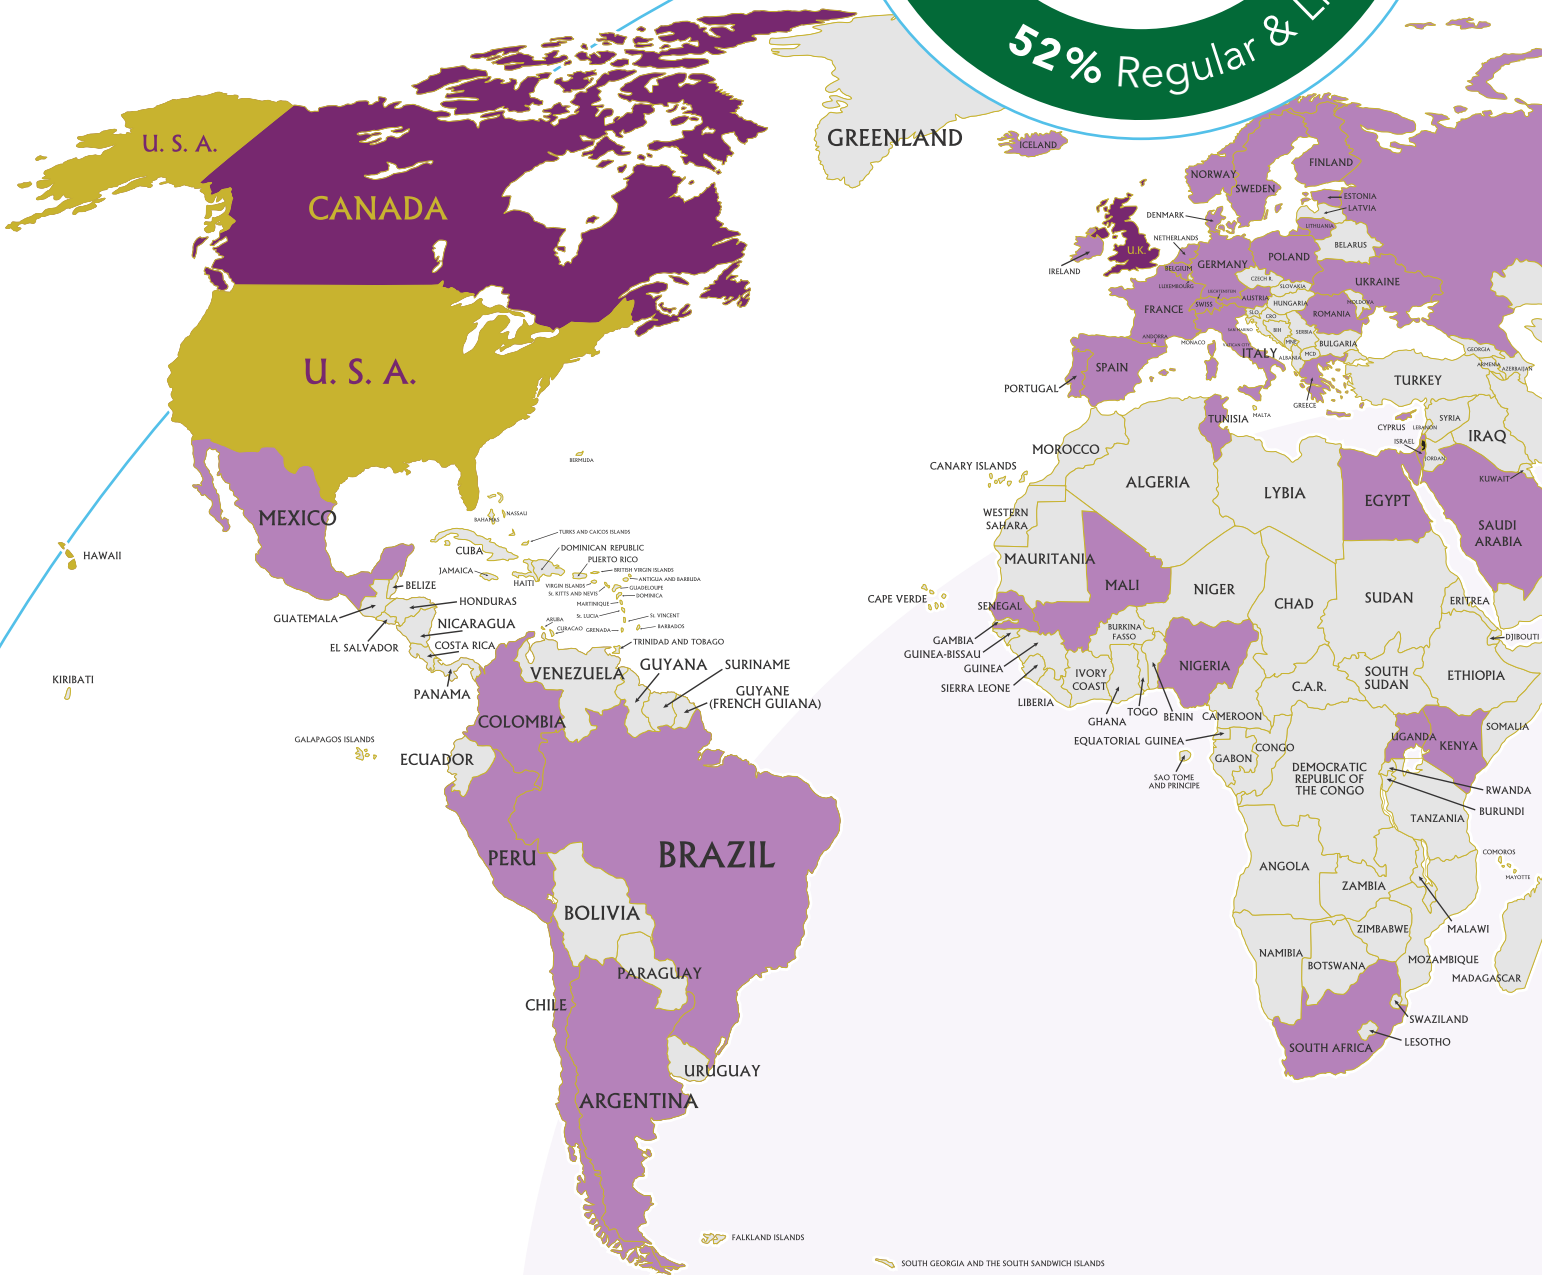 52% Regular & Li
GREENLAND
ICELAND
U. S. A.
CANADA
U. S. A.
MEXICO
HAWAII
KIRIBATI
BERMUDA
NASSAU
BAHAMAS
TURKS AND CAICOS ISLANDS
CUBA
DOMINICAN REPUBLIC
PUERTO RICO
JAMAICA
HAITI
BRITISH VIRGIN ISLANDS
VIRGIN ISLANDS
ANTIGUA AND BARBUDA
St. KITTS AND NEVIS
GUADELOUPE
DOMINICA
MARTINIQUE
St. LUCIA
St. VINCENT
ARUBA
CURACAO
GRENADA
BARBADOS
TRINIDAD AND TOBAGO
BELIZE
GUATEMALA
HONDURAS
NICARAGUA
EL SALVADOR
COSTA RICA
PANAMA
VENEZUELA
GUYANA
SURINAME
GUYANE
(FRENCH GUIANA)
COLOMBIA
GALAPAGOS ISLANDS
ECUADOR
PERU
BRAZIL
BOLIVIA
PARAGUAY
CHILE
URUGUAY
ARGENTINA
FALKLAND ISLANDS
SOUTH GEORGIA AND THE SOUTH SANDWICH ISLANDS
NORWAY
SWEDEN
FINLAND
ESTONIA
LATVIA
LITHUANIA
DENMARK
NETHERLANDS
BELARUS
U.K.
IRELAND
BELGIUM
GERMANY
POLAND
LUXEMBOURG
CZECH R.
SLOVAKIA
UKRAINE
LIECHTENSTEIN
FRANCE
SWISS
AUSTRIA
HUNGARIA
MOLDOVA
SLO
CRO
ROMANIA
SAN MARINO
BIH
SERBIA
ANDORRA
MONACO
VATICAN CITY
ITALY
MNE
ALBANIA
MCD
BULGARIA
GEORGIA
ARMENIA
AZERBAIJAN
SPAIN
PORTUGAL
TURKEY
GREECE
MALTA
TUNISIA
CYPRUS
LEBANON
SYRIA
IRAQ
ISRAEL
JORDAN
KUWAIT
MOROCCO
CANARY ISLANDS
ALGERIA
LYBIA
EGYPT
SAUDI
ARABIA
WESTERN
SAHARA
MAURITANIA
MALI
NIGER
CHAD
SUDAN
ERITREA
CAPE VERDE
SENEGAL
GAMBIA
GUINEA-BISSAU
GUINEA
SIERRA LEONE
LIBERIA
BURKINA
FASSO
IVORY
COAST
GHANA
TOGO
BENIN
NIGERIA
CAMEROON
EQUATORIAL GUINEA
SAO TOME
AND PRINCIPE
GABON
CONGO
C.A.R.
SOUTH
SUDAN
ETHIOPIA
DJIBOUTI
SOMALIA
UGANDA
KENYA
DEMOCRATIC
REPUBLIC OF
THE CONGO
RWANDA
BURUNDI
TANZANIA
COMOROS
MAYOTTE
ANGOLA
ZAMBIA
MALAWI
ZIMBABWE
NAMIBIA
BOTSWANA
MOZAMBIQUE
MADAGASCAR
SWAZILAND
LESOTHO
SOUTH AFRICA